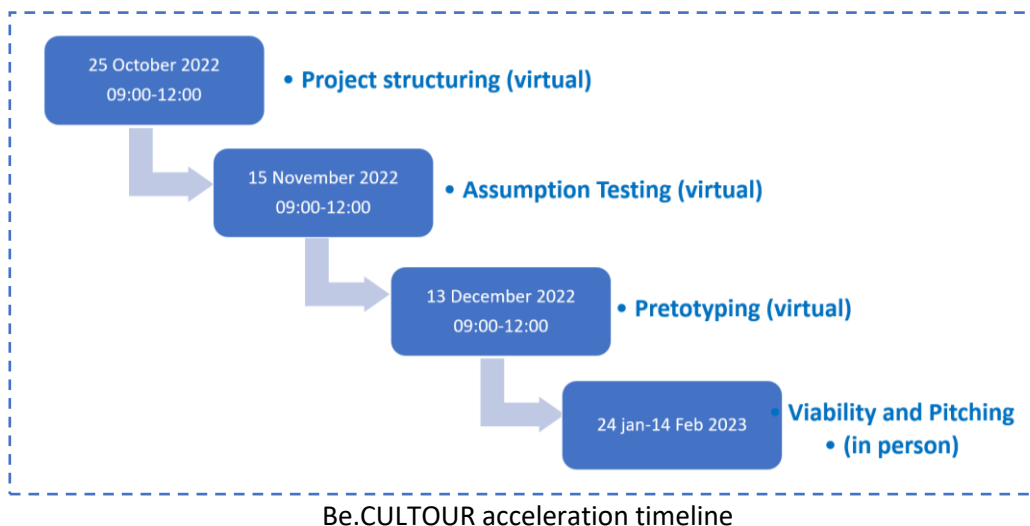 25 October 2022
09:00-12:00
• Project structuring (virtual)
15 November 2022
09:00-12:00
• Assumption Testing (virtual)
13 December 2022
09:00-12:00
• Pretotyping (virtual)
24 jan-14 Feb 2023
• Viability and Pitching
• (in person)
Be.CULTOUR acceleration timeline